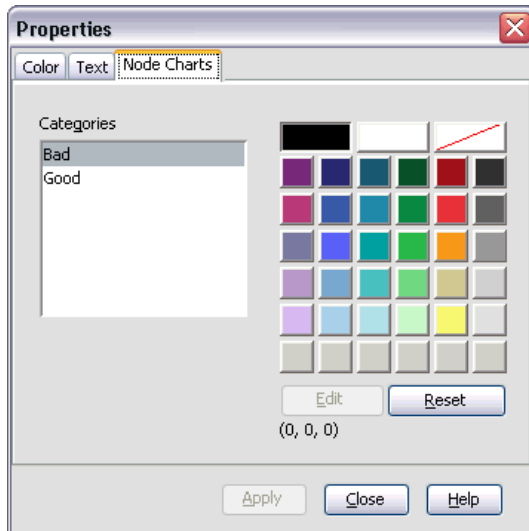 Properties
Color Text Node Charts
Categories
Bad
Good
Edit Reset
(0, 0, 0)
Apply Close Help